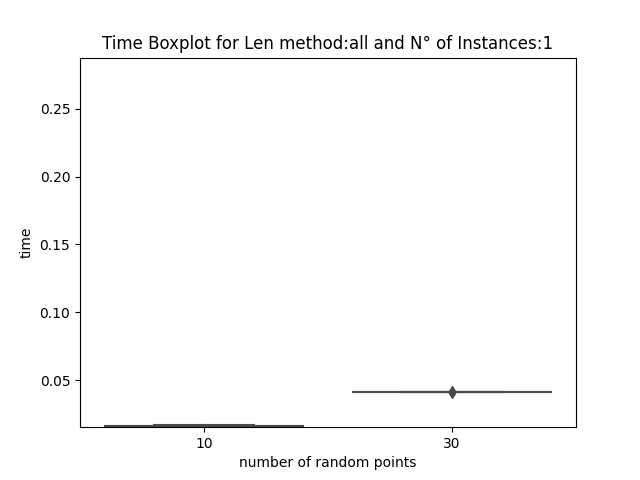 Time Boxplot for Len method:all and N° of Instances:1
0.25
0.20
0.15
0.10
0.05
time
10 30
number of random points